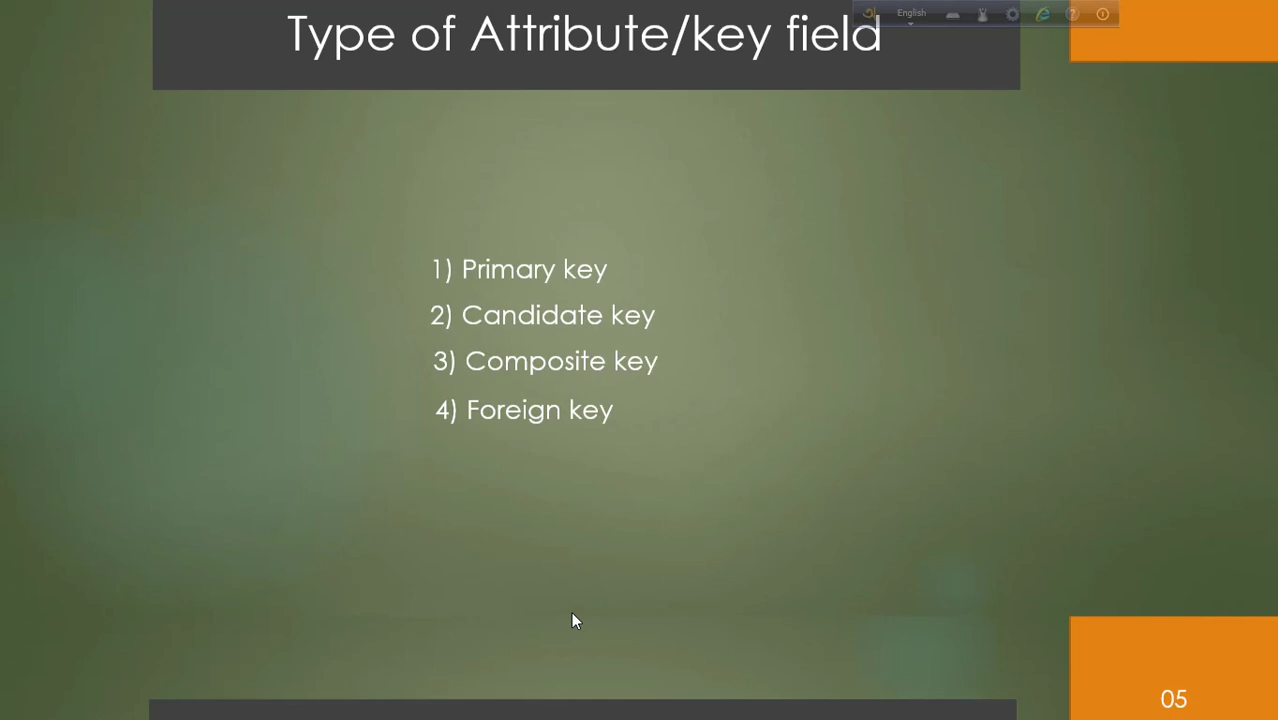 Type of Attribute/key field
English
1) Primary key
2) Candidate key
3) Composite key
4) Foreign key
05